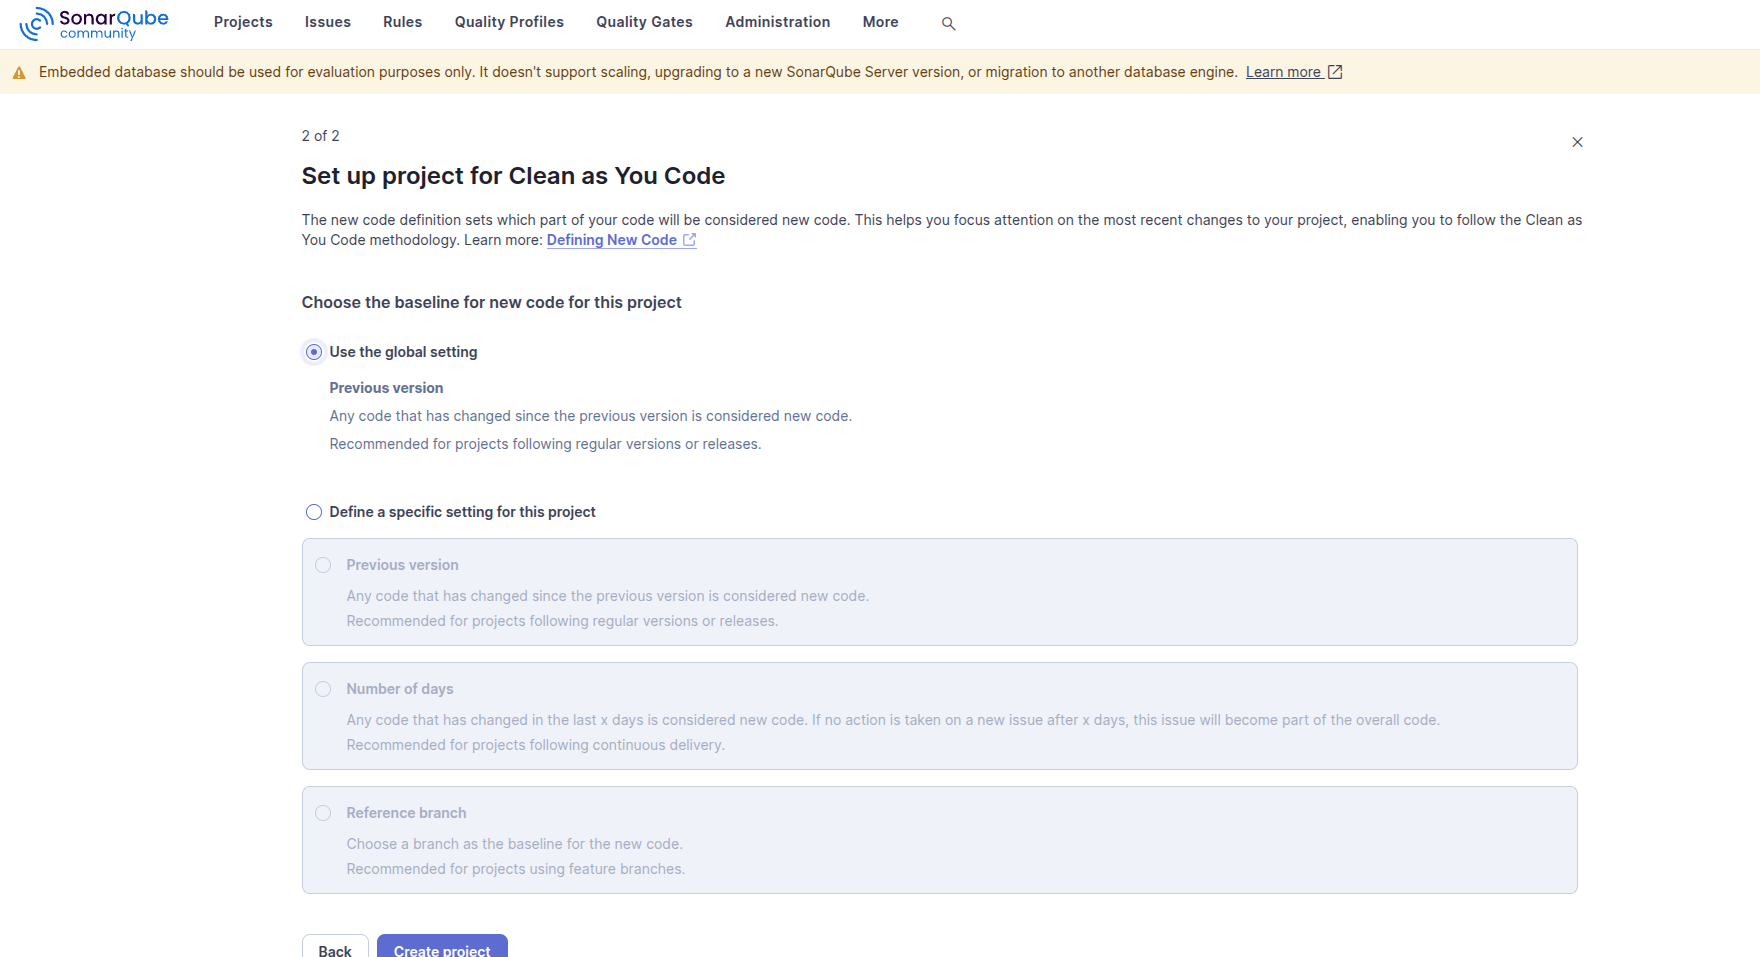 SonarQube
community
Projects
Issues
Rules
Quality Profiles
Quality Gates
Administration
More
Embedded database should be used for evaluation purposes only. It doesn't support scaling, upgrading to a new SonarQube Server version, or migration to another database engine. Learn more
2 of 2
Set up project for Clean as You Code
The new code definition sets which part of your code will be considered new code. This helps you focus attention on the most recent changes to your project, enabling you to follow the Clean as
You Code methodology. Learn more: Defining New Code
Choose the baseline for new code for this project
Use the global setting
Previous version
Any code that has changed since the previous version is considered new code.
Recommended for projects following regular versions or releases.
Define a specific setting for this project
Previous version
Any code that has changed since the previous version is considered new code.
Recommended for projects following regular versions or releases.
Number of days
Any code that has changed in the last x days is considered new code. If no action is taken on a new issue after x days, this issue will become part of the overall code.
Recommended for projects following continuous delivery.
Reference branch
Choose a branch as the baseline for the new code.
Recommended for projects using feature branches.
Back
Create project